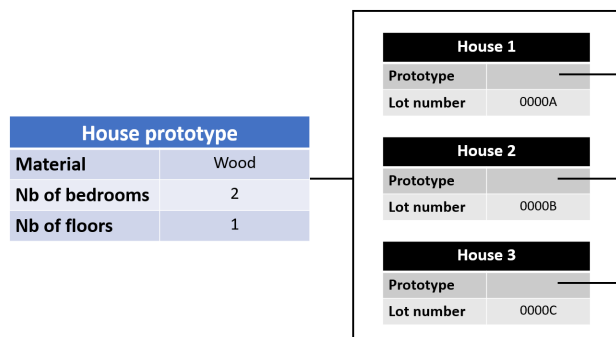 House prototype
Material Wood
Nb of bedrooms 2
Nb of floors 1
House 1
Prototype
Lot number 0000A
House 2
Prototype
Lot number 0000B
House 3
Prototype
Lot number 0000C